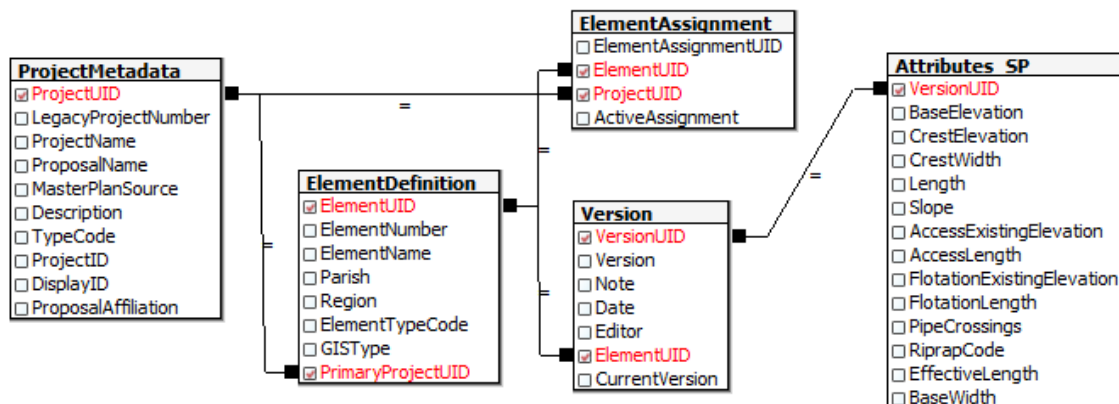 ProjectMetadata
ProjectUID
LegacyProjectNumber
ProjectName
ProposalName
MasterPlanSource
Description
TypeCode
ProjectID
DisplayID
ProposalAffiliation
=
=
ElementDefinition
ElementUID
ElementNumber
ElementName
Parish
Region
ElementTypeCode
GISType
PrimaryProjectUID
ElementAssignment
ElementAssignmentUID
ElementUID
ProjectUID
ActiveAssignment
=
=
Version
VersionUID
Version
Note
Date
Editor
ElementUID
CurrentVersion
=
Attributes_SP
VersionUID
BaseElevation
CrestElevation
CrestWidth
Length
Slope
AccessExistingElevation
AccessLength
FlotationExistingElevation
FlotationLength
PipeCrossings
RiprapCode
EffectiveLength
BaseWidth